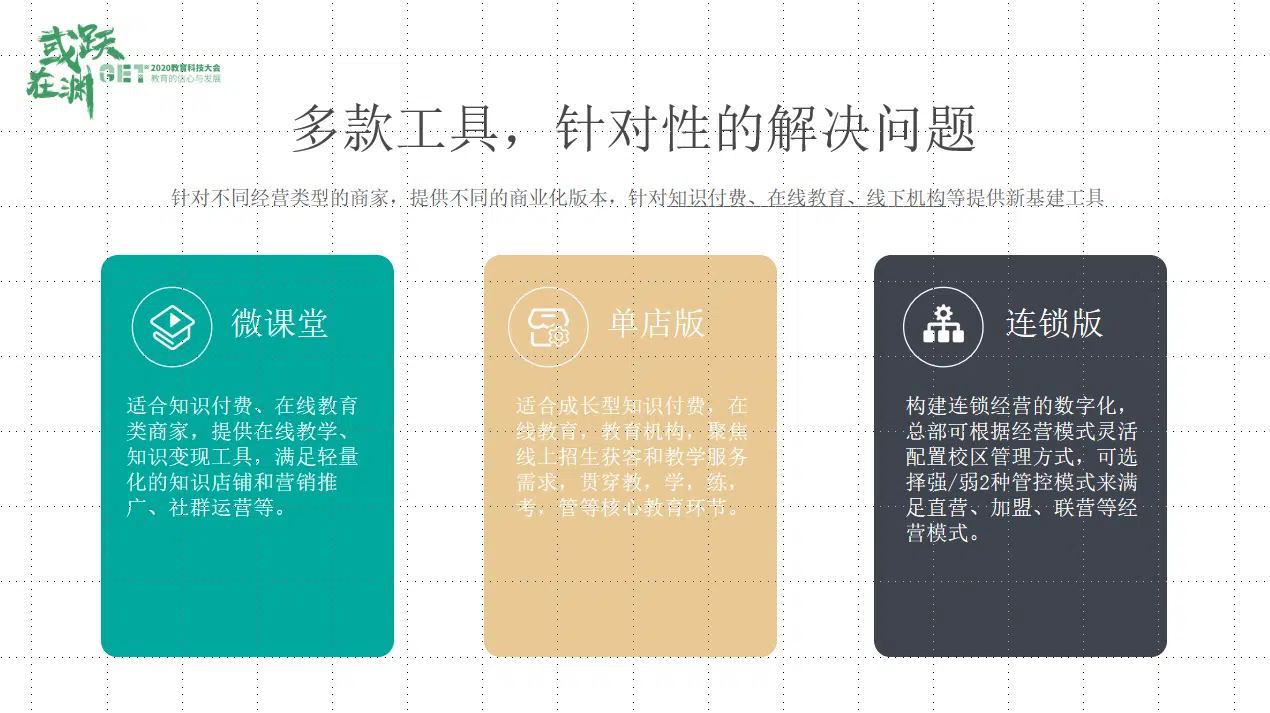 或跃
在渊
GET 2020教育科技大会
教育的信心与发展
多款工具，针对性的解决问题
针对不同经营类型的商家，提供不同的商业化版本，针对知识付费、在线教育、线下机构等提供新基建工具
微课堂
适合知识付费、在线教育
类商家，提供在线教学、
知识变现工具，满足轻量
化的知识店铺和营销推
广、社群运营等。
单店版
适合成长型知识付费，在
线教育，教育机构，聚焦
线上招生获客和教学服务
需求，贯穿教，学，练，
考，管等核心教育环节。
连锁版
构建连锁经营的数字化，
总部可根据经营模式灵活
配置校区管理方式，可选
择强/弱2种管控模式来满
足直营、加盟、联营等经
营模式。